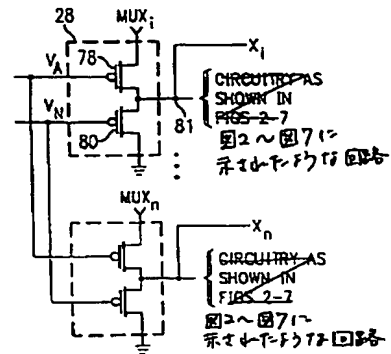 28
MUXi
78
VA
Xi
CIRCUITRY AS
SHOWN IN
FIGS 2-7
VN
80
81
図2〜図7に
示されたような回路
MUXn
Xn
CIRCUITRY AS
SHOWN IN
FIGS 2-7
図2〜図7に
示されたような回路